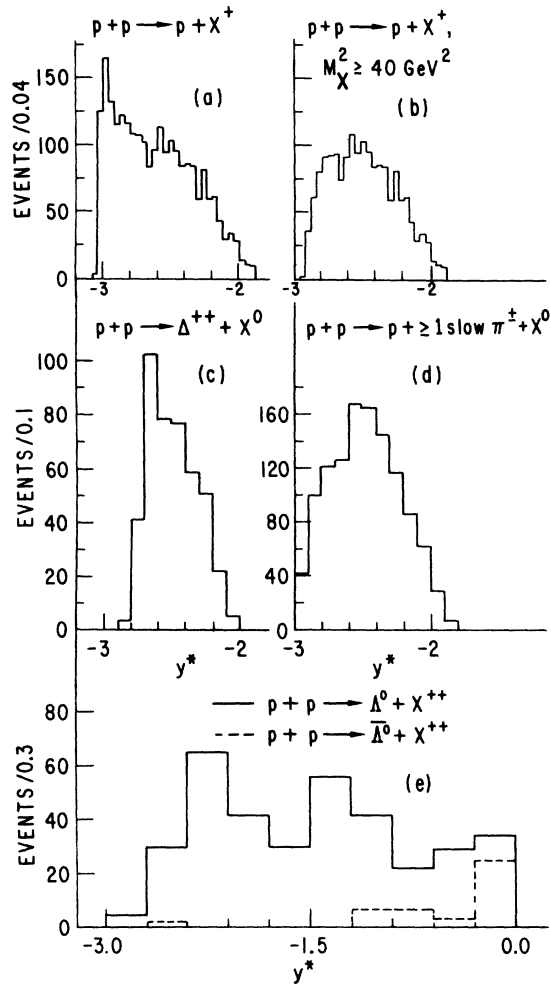 p + p → p + X⁺
p + p → p + X⁺,
M_X² ≥ 40 GeV²
(a)
(b)
EVENTS / 0.04
150
100
50
0
-3
-2
-3
-2
p + p → Δ⁺⁺ + X⁰
p + p → p + ≥ 1 slow π± + X⁰
(c)
(d)
EVENTS / 0.1
100
80
60
40
20
0
160
120
80
40
0
-3
-2
-3
-2
y*
y*
p + p → Λ⁰ + X⁺⁺
p + p → Λ̅⁰ + X⁺⁺
(e)
EVENTS / 0.3
80
60
40
20
0
-3.0
-1.5
0.0
y*